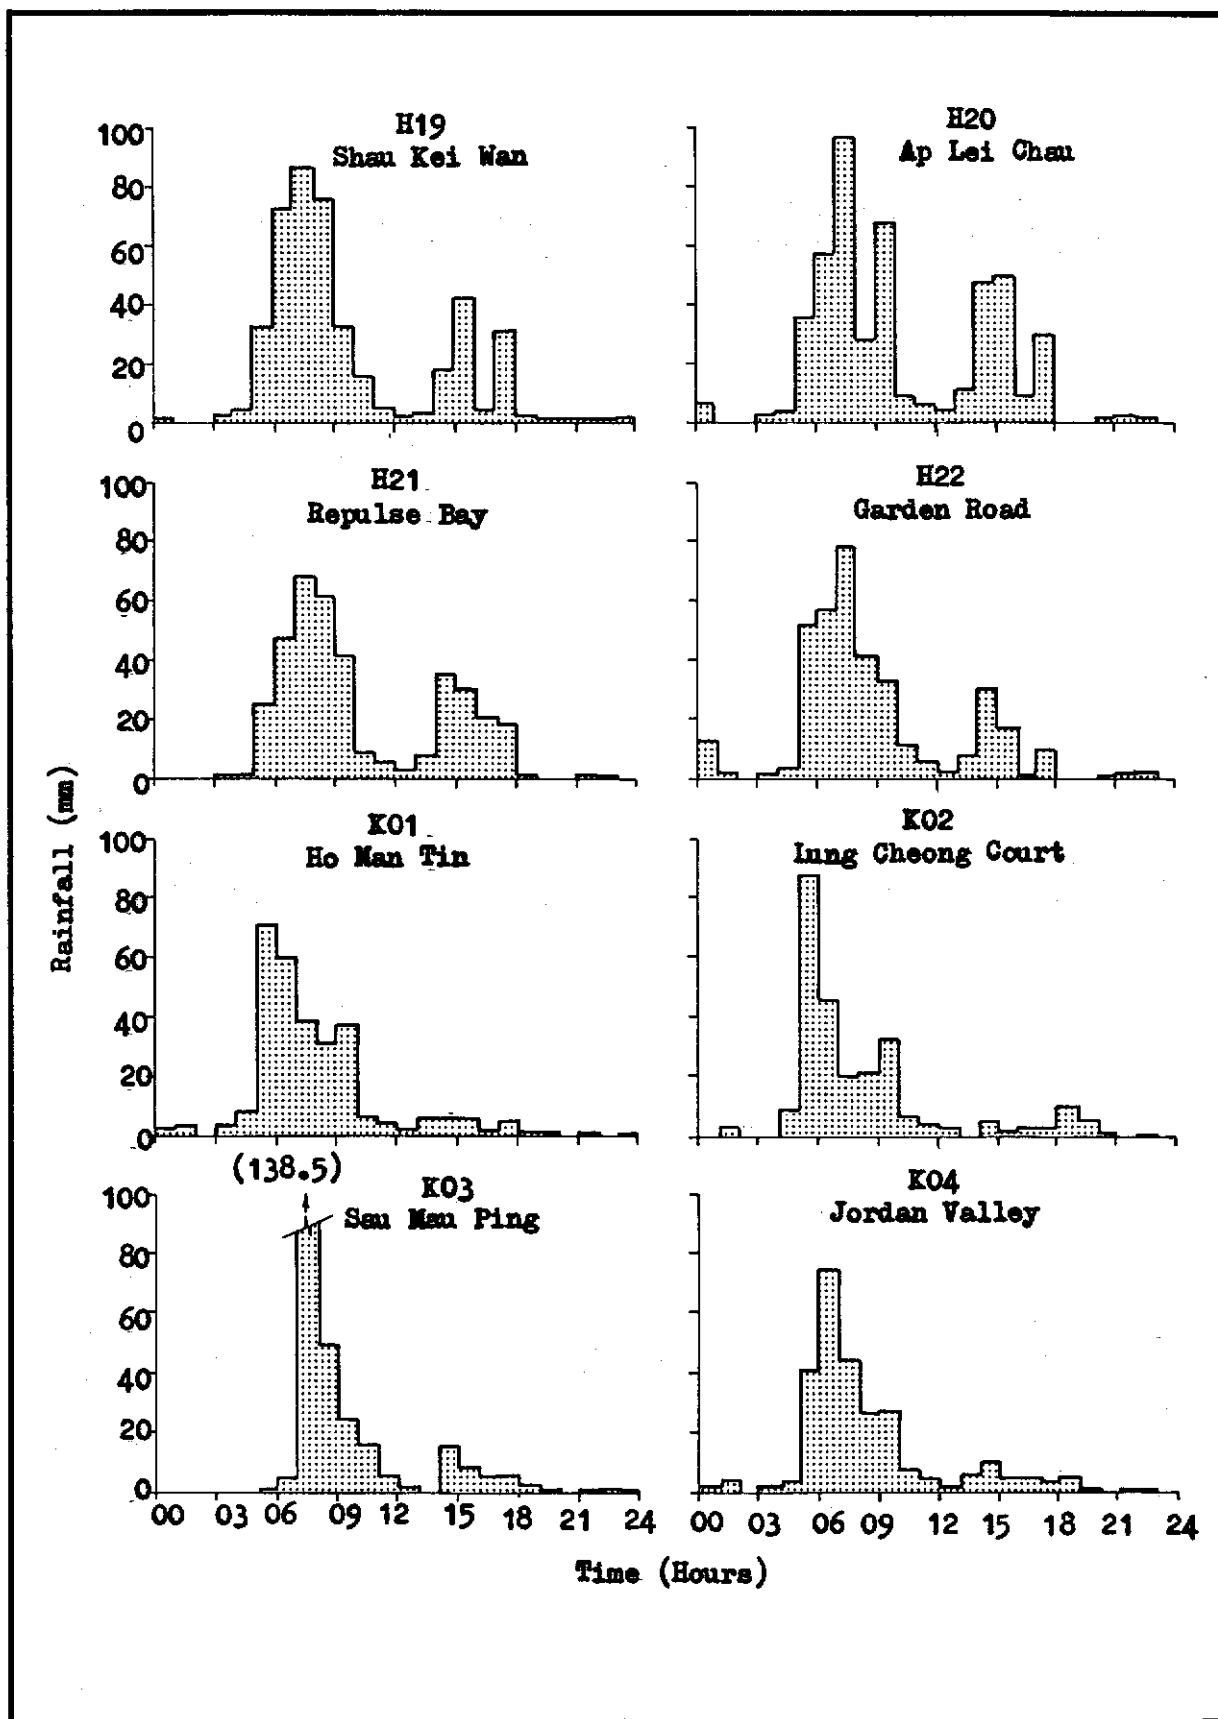 H19
Shau Kei Wan
100
80
60
40
20
0
H20
Ap Lei Chau
H21
Repulse Bay
100
80
60
40
20
0
H22
Garden Road
Rainfall (mm)
K01
Ho Man Tin
100
80
60
40
20
0
K02
Lung Cheong Court
(138.5)
K03
Sau Mau Ping
100
80
60
40
20
0
K04
Jordan Valley
00 03 06 09 12 15 18 21 24
00 03 06 09 12 15 18 21 24
Time (Hours)